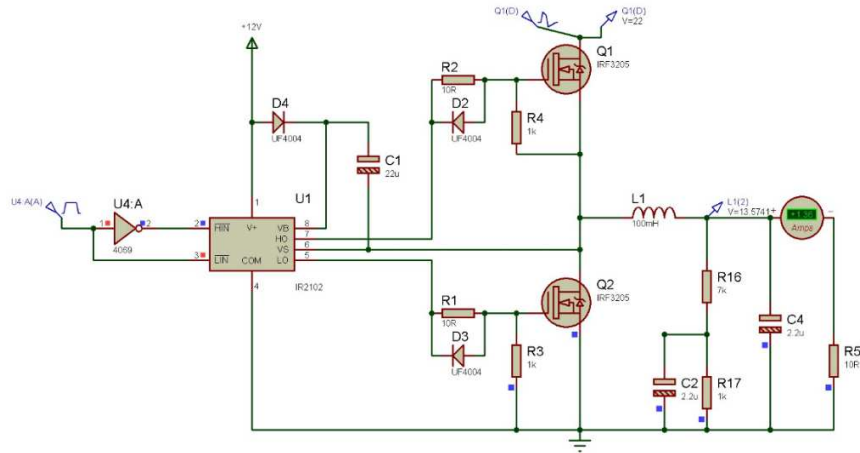 Q1(D)
Q1(D)
V=22
+12V
Q1
IRF3205
R2
10R
D4
UF4004
D2
UF4004
R4
1k
C1
22u
U4:A(A)
U4:A
1
2
4069
U1
2
HIN
3
LIN
1
V+
COM
4
VB
8
HO
7
VS
6
LO
5
IR2102
L1
100mH
L1(2)
V=13.5741
+
+1.36
Amps
R1
10R
D3
UF4004
R3
1k
Q2
IRF3205
R16
7k
C4
2.2u
C2
2.2u
R17
1k
R5
10R